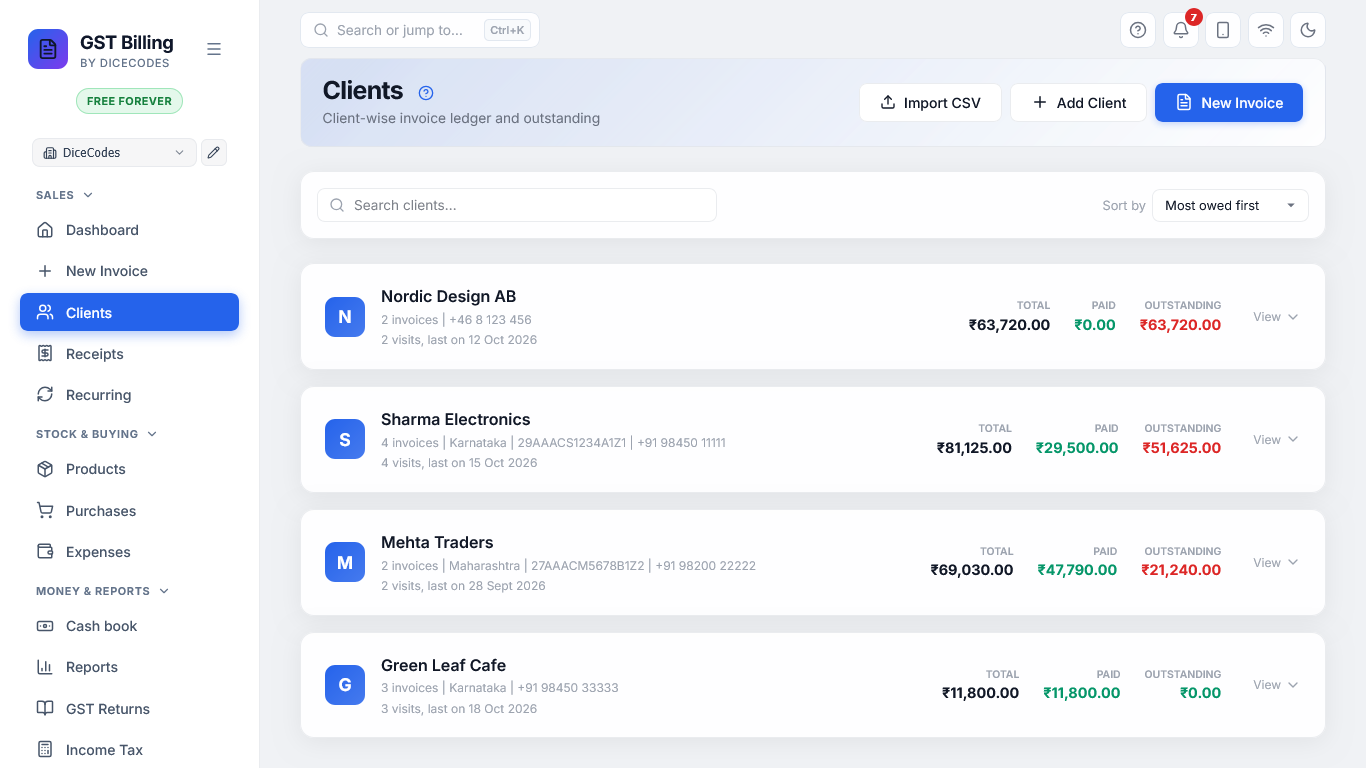 GST Billing
BY DICECODES
FREE FOREVER
DiceCodes
SALES
Dashboard
New Invoice
Clients
Receipts
Recurring
STOCK & BUYING
Products
Purchases
Expenses
MONEY & REPORTS
Cash book
Reports
GST Returns
Income Tax
Search or jump to... Ctrl+K
7
Clients
Client-wise invoice ledger and outstanding
Import CSV
Add Client
New Invoice
Search clients...
Sort by Most owed first
N
Nordic Design AB
2 invoices | +46 8 123 456
2 visits, last on 12 Oct 2026
TOTAL PAID OUTSTANDING
₹63,720.00 ₹0.00 ₹63,720.00
View
S
Sharma Electronics
4 invoices | Karnataka | 29AAACS1234A1Z1 | +91 98450 11111
4 visits, last on 15 Oct 2026
TOTAL PAID OUTSTANDING
₹81,125.00 ₹29,500.00 ₹51,625.00
View
M
Mehta Traders
2 invoices | Maharashtra | 27AAACM5678B1Z2 | +91 98200 22222
2 visits, last on 28 Sept 2026
TOTAL PAID OUTSTANDING
₹69,030.00 ₹47,790.00 ₹21,240.00
View
G
Green Leaf Cafe
3 invoices | Karnataka | +91 98450 33333
3 visits, last on 18 Oct 2026
TOTAL PAID OUTSTANDING
₹11,800.00 ₹11,800.00 ₹0.00
View